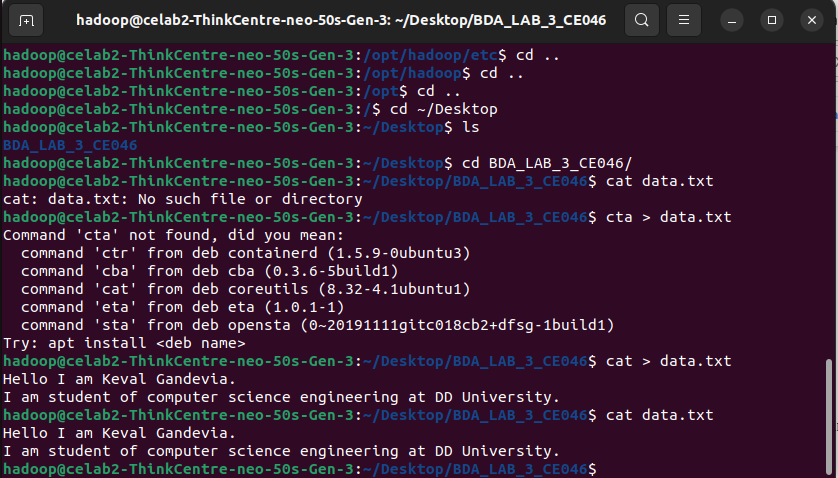 hadoop@celab2-ThinkCentre-neo-50s-Gen-3: ~/Desktop/BDA_LAB_3_CE046
hadoop@celab2-ThinkCentre-neo-50s-Gen-3:/opt/hadoop/etc$ cd ..
hadoop@celab2-ThinkCentre-neo-50s-Gen-3:/opt/hadoop$ cd ..
hadoop@celab2-ThinkCentre-neo-50s-Gen-3:/opt$ cd ..
hadoop@celab2-ThinkCentre-neo-50s-Gen-3:/$ cd ~/Desktop
hadoop@celab2-ThinkCentre-neo-50s-Gen-3:~/Desktop$ ls
BDA_LAB_3_CE046
hadoop@celab2-ThinkCentre-neo-50s-Gen-3:~/Desktop$ cd BDA_LAB_3_CE046/
hadoop@celab2-ThinkCentre-neo-50s-Gen-3:~/Desktop/BDA_LAB_3_CE046$ cat data.txt
cat: data.txt: No such file or directory
hadoop@celab2-ThinkCentre-neo-50s-Gen-3:~/Desktop/BDA_LAB_3_CE046$ cta > data.txt
Command 'cta' not found, did you mean:
  command 'ctr' from deb containerd (1.5.9-0ubuntu3)
  command 'cba' from deb cba (0.3.6-5build1)
  command 'cat' from deb coreutils (8.32-4.1ubuntu1)
  command 'eta' from deb eta (1.0.1-1)
  command 'sta' from deb opensta (0~20191111gitc018cb2+dfsg-1build1)
Try: apt install <deb name>
hadoop@celab2-ThinkCentre-neo-50s-Gen-3:~/Desktop/BDA_LAB_3_CE046$ cat > data.txt
Hello I am Keval Gandevia.
I am student of computer science engineering at DD University.
hadoop@celab2-ThinkCentre-neo-50s-Gen-3:~/Desktop/BDA_LAB_3_CE046$ cat data.txt
Hello I am Keval Gandevia.
I am student of computer science engineering at DD University.
hadoop@celab2-ThinkCentre-neo-50s-Gen-3:~/Desktop/BDA_LAB_3_CE046$